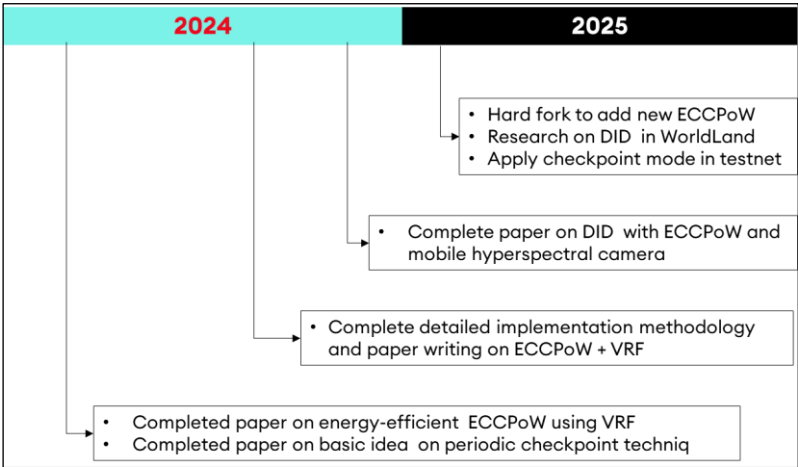 2024
2025
• Hard fork to add new ECCPoW
• Research on DID in WorldLand
• Apply checkpoint mode in testnet
• Complete paper on DID with ECCPoW and
mobile hyperspectral camera
• Complete detailed implementation methodology
and paper writing on ECCPoW + VRF
• Completed paper on energy-efficient ECCPoW using VRF
• Completed paper on basic idea on periodic checkpoint techniq